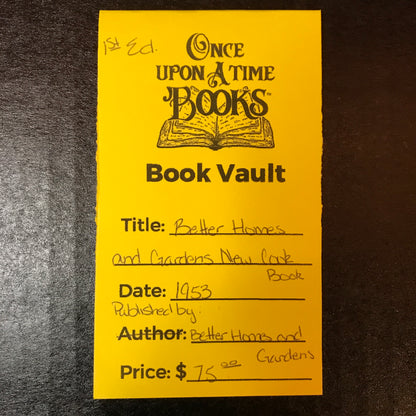 1st Ed.
Once
UPON A TIME
BOOKS™
Book Vault
Title: Better Homes
and Gardens New Cook
Book
Date: 1953
Published by:
Author: Better Homes and
Gardens
Price: $ 75 00